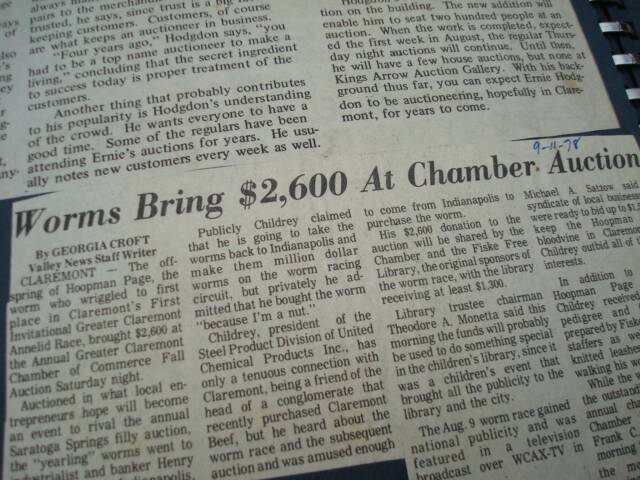 pays
pairs to the merchandise
trusted, he says, since trust is a big
keeping customers. Customers, of course
are what keeps an auctioneer in business.
"Four years ago," Hodgdon says, "you
had to be a top name auctioneer to make a
living," concluding that the secret ingredient
to success today is proper treatment of the
customers.
Another thing that probably contributes
to his popularity is Hodgdon's understanding
of the crowd. He wants everyone to have a
good time. Some of the regulars have been
attending Ernie's auctions for years. He usu-
ally notes new customers every week as well.
tion on the building. The new addition will
enable him to seat two hundred people at an
auction. When the work is completed, expect-
ed the first week in August, the regular Thurs-
day night auctions will continue. Until then,
he will have a few house auctions, but none at
Kings Arrow Auction Gallery. With his back-
ground thus far, you can expect Ernie Hodg-
don to be auctioneering, hopefully in Clare-
mont, for years to come.
9-11-78
Worms Bring $2,600 At Chamber Auction
By GEORGIA CROFT
Valley News Staff Writer
CLAREMONT — The off-
spring of Hoopman Page, the
worm who wriggled to first
place in Claremont's First
Invitational Greater Claremont
Annelid Race, brought $2,600 at
the Annual Greater Claremont
Chamber of Commerce Fall
Auction Saturday night.
Auctioned in what local en-
trepreneurs hope will become
an event to rival the annual
Saratoga Springs filly auction,
the "yearling" worms went to
industrialist and banker Henry
Publicly Childrey claimed
that he is going to take the
worms back to Indianapolis and
make them million dollar
worms on the worm racing
circuit, but privately he ad-
mitted that he bought the worm
"because I'm a nut."
Childrey, president of the
Steel Product Division of United
Chemical Products Inc., has
only a tenuous connection with
Claremont, being a friend of the
head of a conglomerate that
recently purchased Claremont
Beef, but he heard about the
worm race and the subsequent
auction and was amused enough
to come from Indianapolis to
purchase the worm.
His $2,600 donation to the
auction will be shared by the
Chamber and the Fiske Free
Library, the original sponsors of
the worm race, with the library
receiving at least $1,300.
Library trustee chairman
Theodore A. Monetta said this
morning the funds will probably
be used to do something special
in the children's library, since it
was a children's event that
brought all the publicity to the
library and the city.
The Aug. 9 worm race gained
national publicity and was
featured in a television
broadcast over WCAX-TV in
Michael A. Satzow said
syndicate of local business
were ready to bid up to
keep the Hoopman
bloodvine in Claremont
Childrey outbid all of
interests.
In addition to
Hoopman Page
Childrey received
pedigree and
prepared by Fiske
staffers as we
knitted leashes
walking his wo
While the
the outstand
annual cha
Chamber
Frank C.
morning
the mo